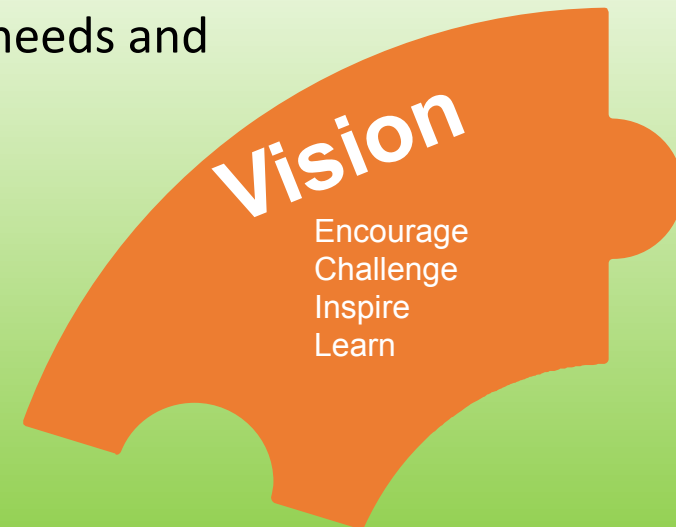 needs and
Vision
Encourage
Challenge
Inspire
Learn